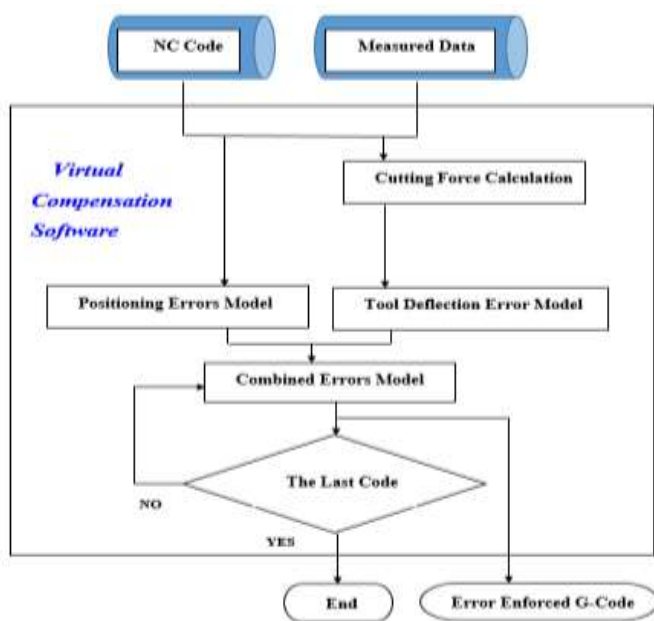 NC Code
Measured Data
Virtual
Compensation
Software
Cutting Force Calculation
Positioning Errors Model
Tool Deflection Error Model
Combined Errors Model
The Last Code
NO
YES
End
Error Enforced G-Code